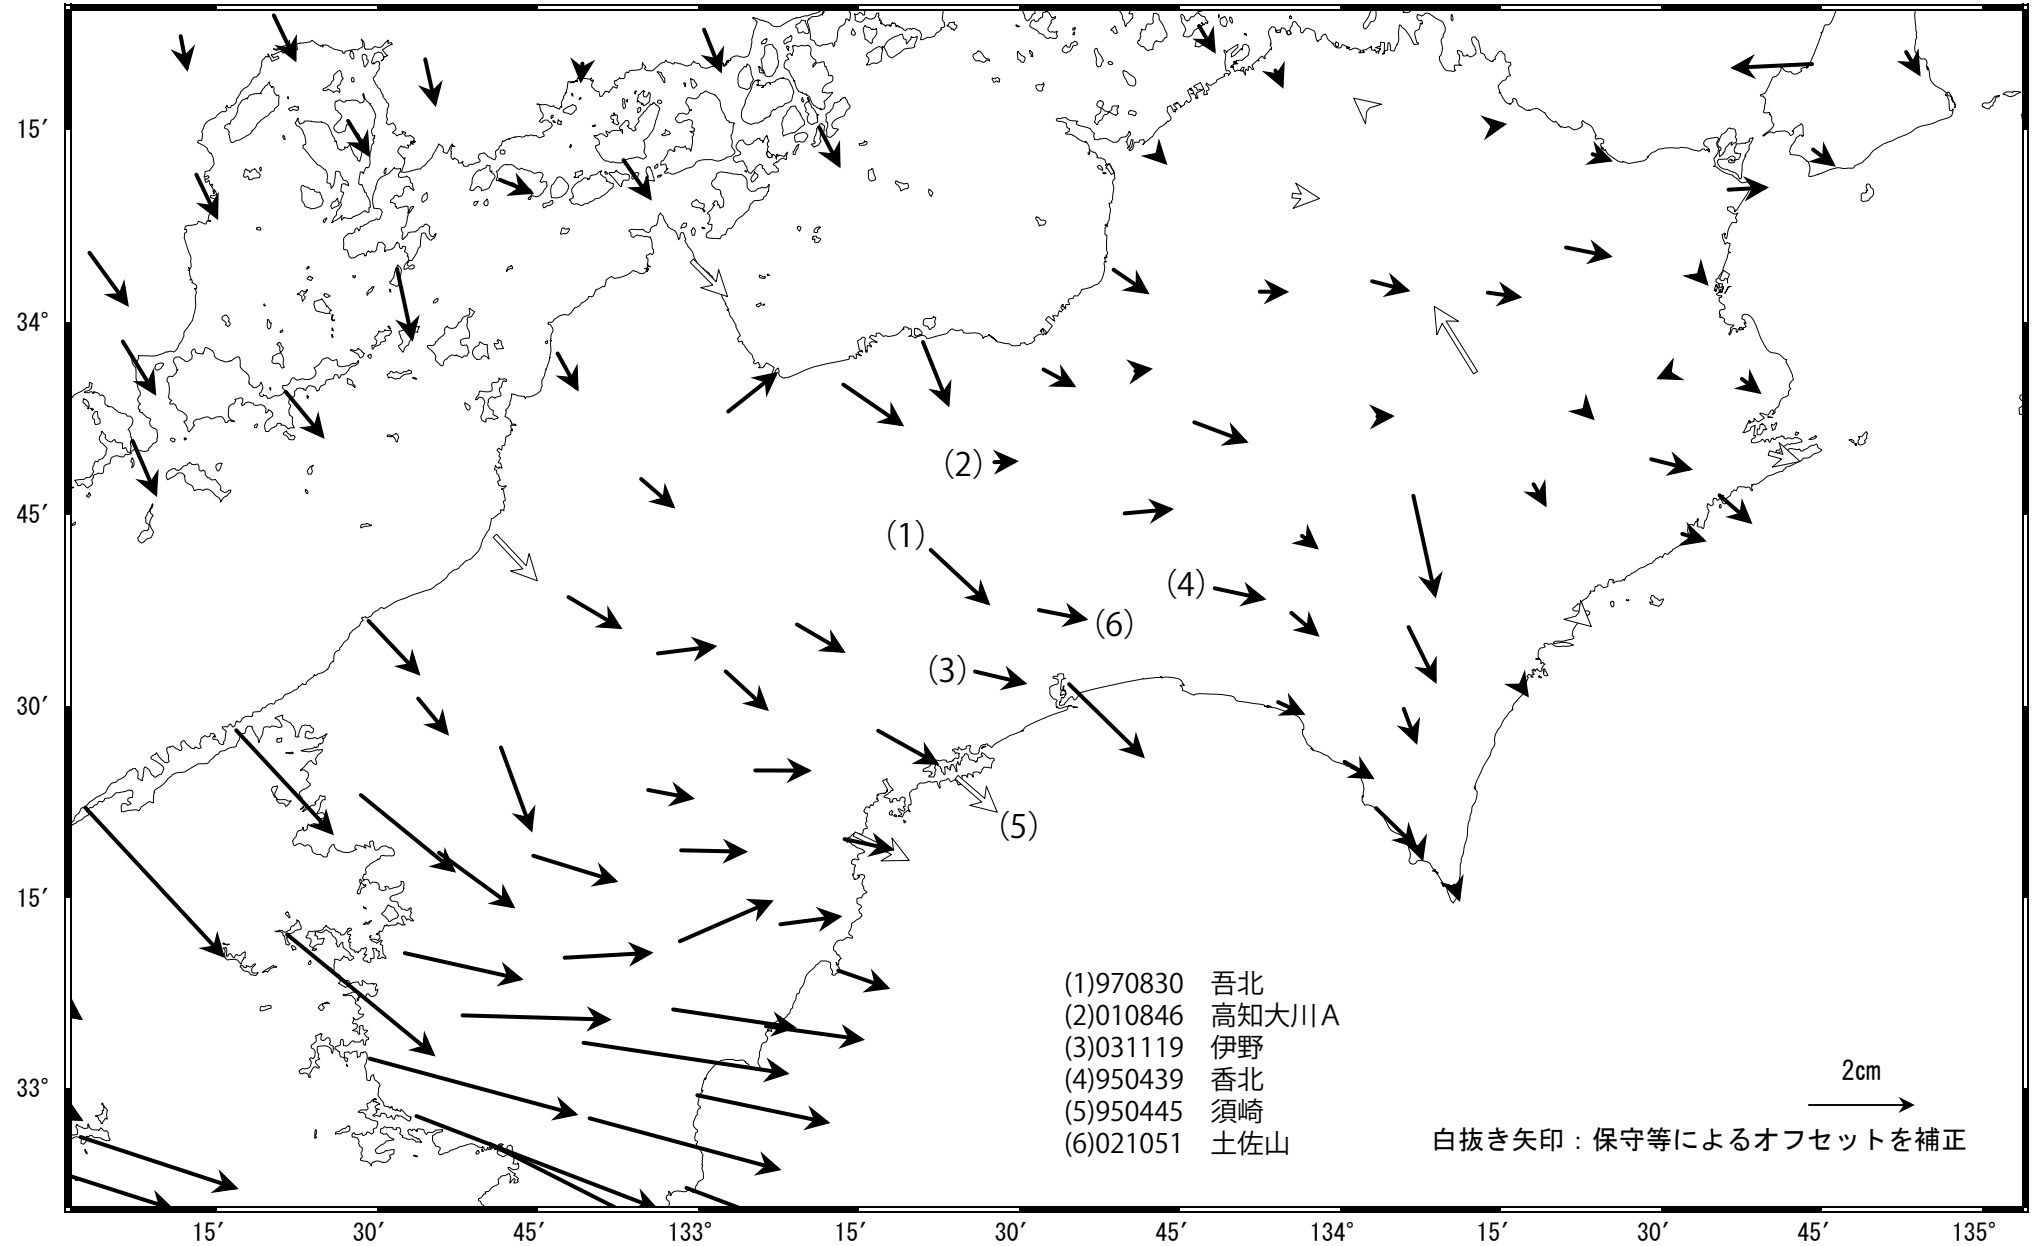 15′
34°
45′
30′
15′
33°
(2)
(1)
(4)
(6)
(3)
(5)
(1)970830 吾北
(2)010846 高知大川A
(3)031119 伊野
(4)950439 香北
(5)950445 須崎
(6)021051 土佐山
2cm
白抜き矢印：保守等によるオフセットを補正
15′ 30′ 45′ 133° 15′ 30′ 45′ 134° 15′ 30′ 45′ 135°